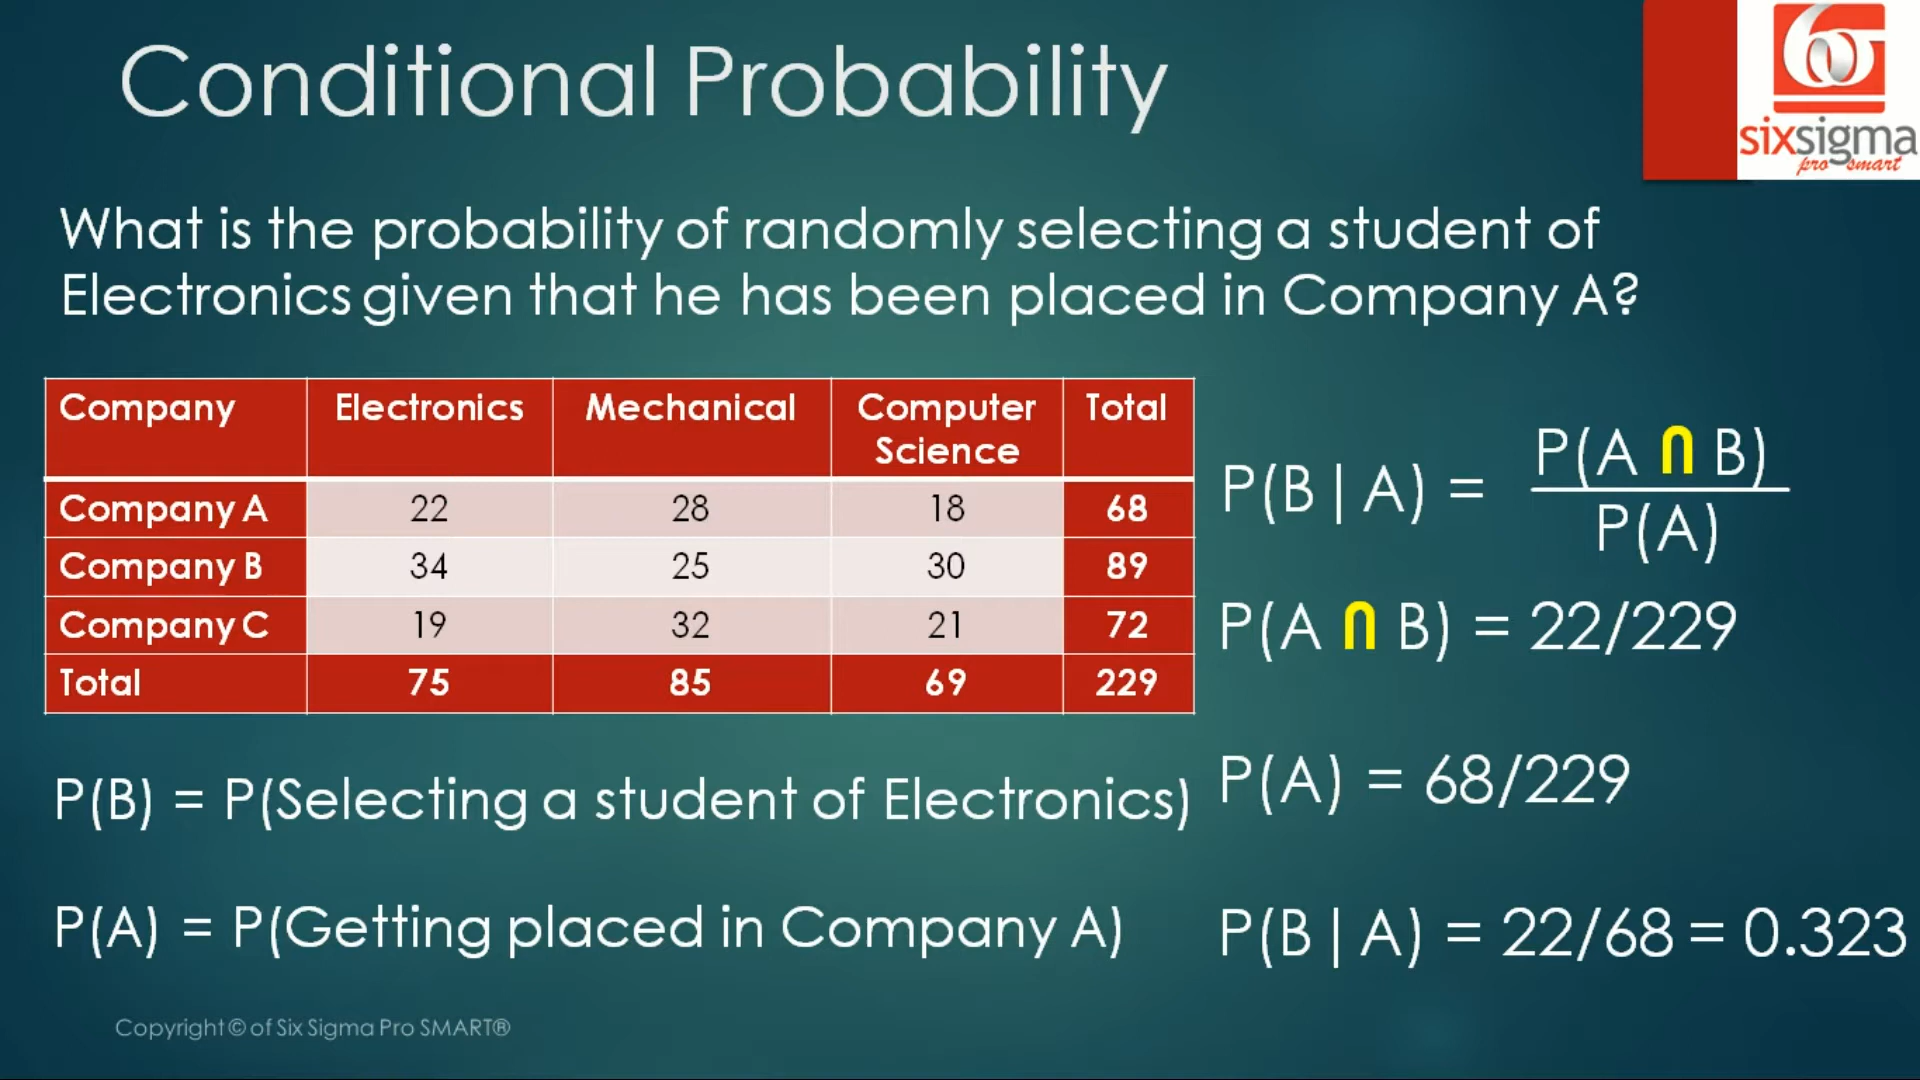 Conditional Probability
sixsigma
pro smart
What is the probability of randomly selecting a student of
Electronics given that he has been placed in Company A?
Company Electronics Mechanical Computer Science Total
Company A 22 28 18 68
Company B 34 25 30 89
Company C 19 32 21 72
Total 75 85 69 229
P(B|A) = P(A ∩ B)
P(A)
P(A ∩ B) = 22/229
P(B) = P(Selecting a student of Electronics)
P(A) = 68/229
P(A) = P(Getting placed in Company A)
P(B|A) = 22/68 = 0.323
Copyright © of Six Sigma Pro SMART®